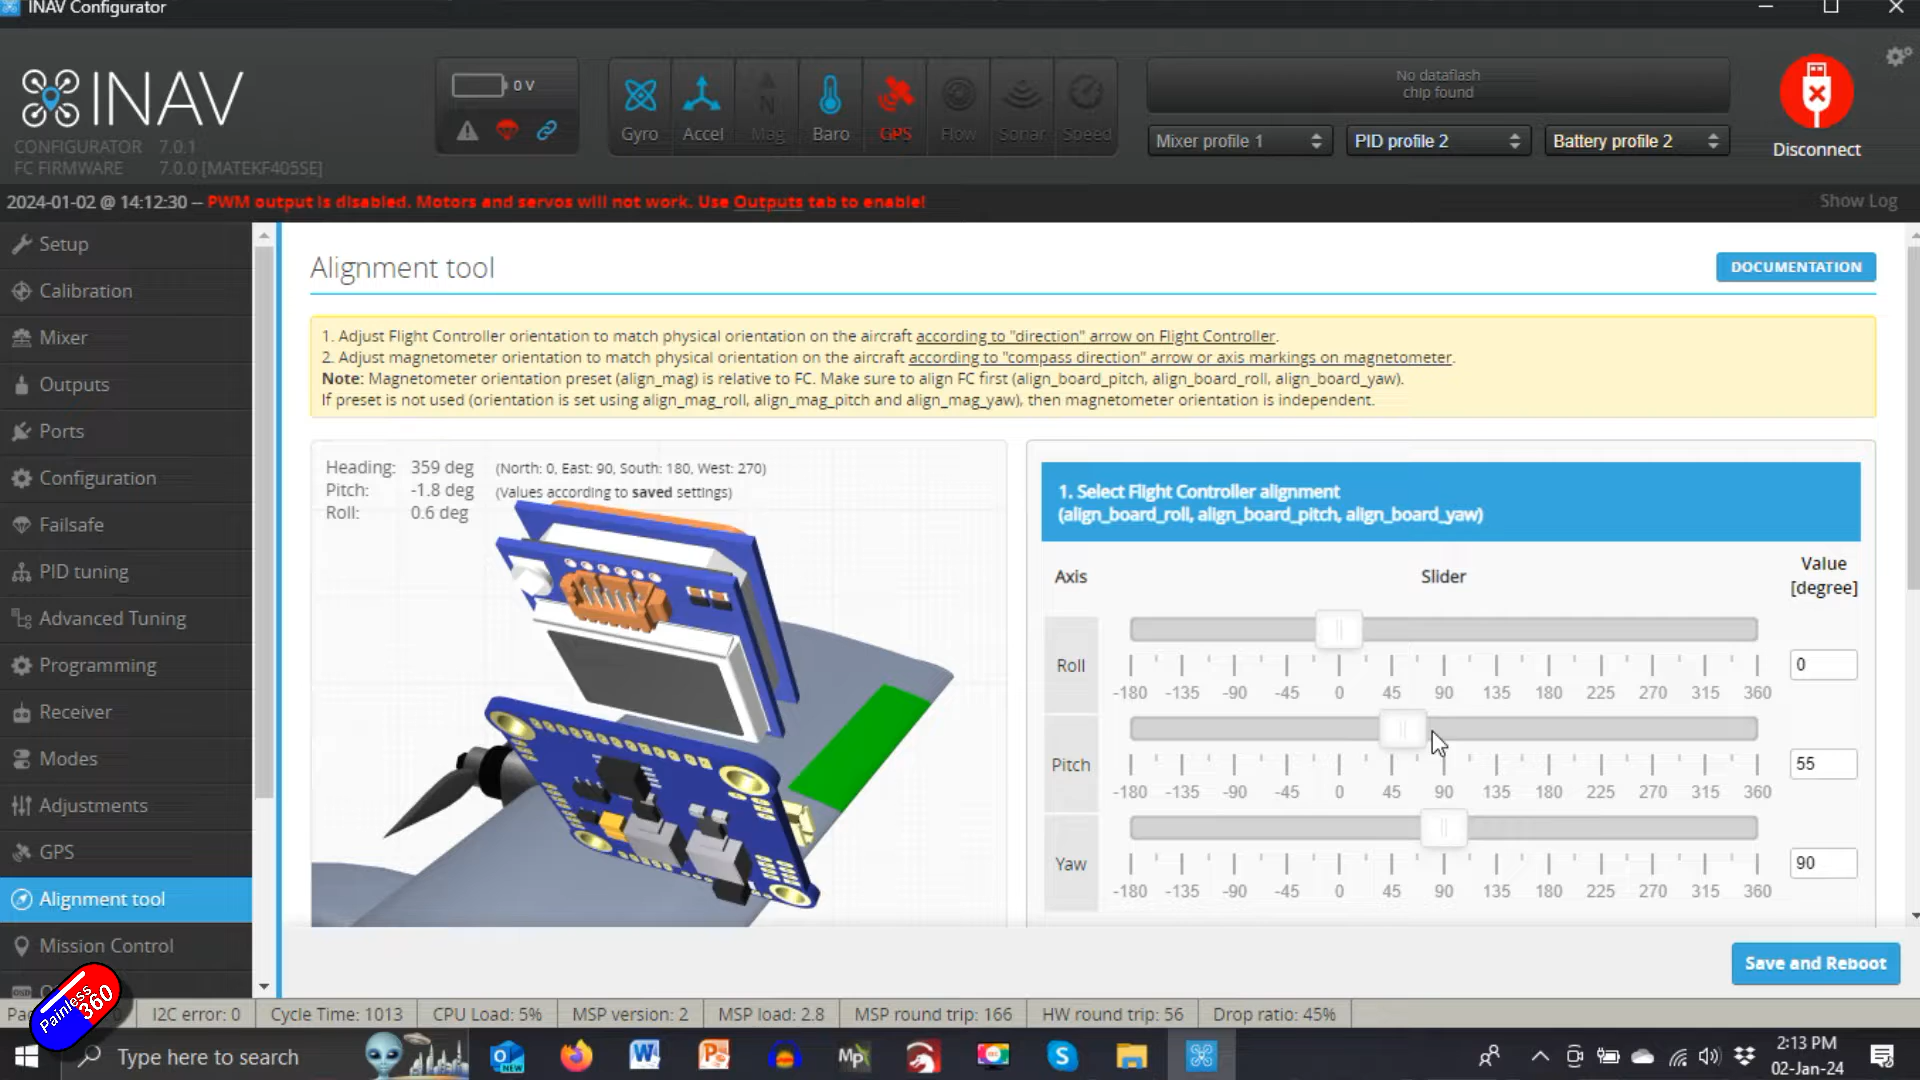 INAV Configurator
INAV
CONFIGURATOR 7.0.1
FC FIRMWARE 7.0.0 [MATEKF405SE]
0 V
Gyro
Accel
Mag
Baro
GPS
Flow
Sonar
Speed
No dataflash
chip found
Mixer profile 1
PID profile 2
Battery profile 2
Disconnect
2024-01-02 @ 14:12:30 -- PWM output is disabled. Motors and servos will not work. Use Outputs tab to enable!
Show Log
Setup
Calibration
Mixer
Outputs
Ports
Configuration
Failsafe
PID tuning
Advanced Tuning
Programming
Receiver
Modes
Adjustments
GPS
Alignment tool
Mission Control
Alignment tool
DOCUMENTATION
1. Adjust Flight Controller orientation to match physical orientation on the aircraft according to "direction" arrow on Flight Controller.
2. Adjust magnetometer orientation to match physical orientation on the aircraft according to "compass direction" arrow or axis markings on magnetometer.
Note: Magnetometer orientation preset (align_mag) is relative to FC. Make sure to align FC first (align_board_pitch, align_board_roll, align_board_yaw).
If preset is not used (orientation is set using align_mag_roll, align_mag_pitch and align_mag_yaw), then magnetometer orientation is independent.
Heading: 359 deg (North: 0, East: 90, South: 180, West: 270)
Pitch: -1.8 deg (Values according to saved settings)
Roll: 0.6 deg
1. Select Flight Controller alignment
(align_board_roll, align_board_pitch, align_board_yaw)
Axis Slider Value
[degree]
Roll 0
-180 -135 -90 -45 0 45 90 135 180 225 270 315 360
Pitch 55
-180 -135 -90 -45 0 45 90 135 180 225 270 315 360
Yaw 90
-180 -135 -90 -45 0 45 90 135 180 225 270 315 360
Save and Reboot
Painless 360
I2C error: 0 Cycle Time: 1013 CPU Load: 5% MSP version: 2 MSP load: 2.8 MSP round trip: 166 HW round trip: 56 Drop ratio: 45%
Type here to search
2:13 PM
02-Jan-24